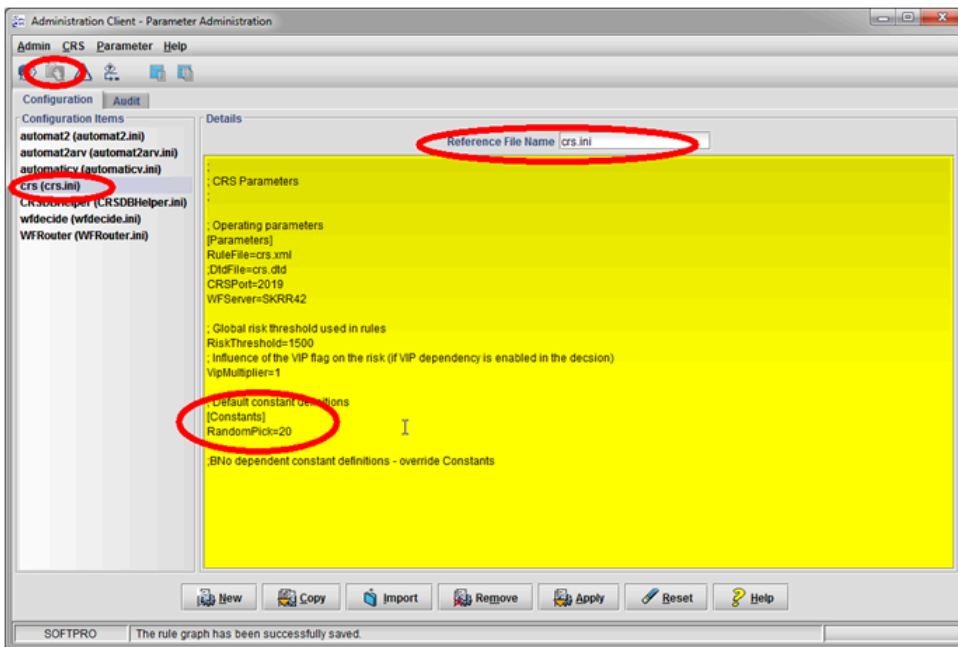 Administration Client - Parameter Administration
Admin CRS Parameter Help
Configuration Audit
Configuration Items
automat2 (automat2.ini)
automat2arv (automat2arv.ini)
automaticv (automaticv.ini)
crs (crs.ini)
CRSDBHelper (CRSDBHelper.ini)
wfdecide (wfdecide.ini)
WFRouter (WFRouter.ini)
Details
Reference File Name crs.ini
;
; CRS Parameters
;
; Operating parameters
[Parameters]
RuleFile=crs.xml
;DtdFile=crs.dtd
CRSPort=2019
WFServer=SKRR42
; Global risk threshold used in rules
RiskThreshold=1500
; Influence of the VIP flag on the risk (if VIP dependency is enabled in the decsion)
VipMultiplier=1
; Default constant definitions
[Constants]
RandomPick=20
;BNo dependent constant definitions - override Constants
New Copy Import Remove Apply Reset Help
SOFTPRO The rule graph has been successfully saved.